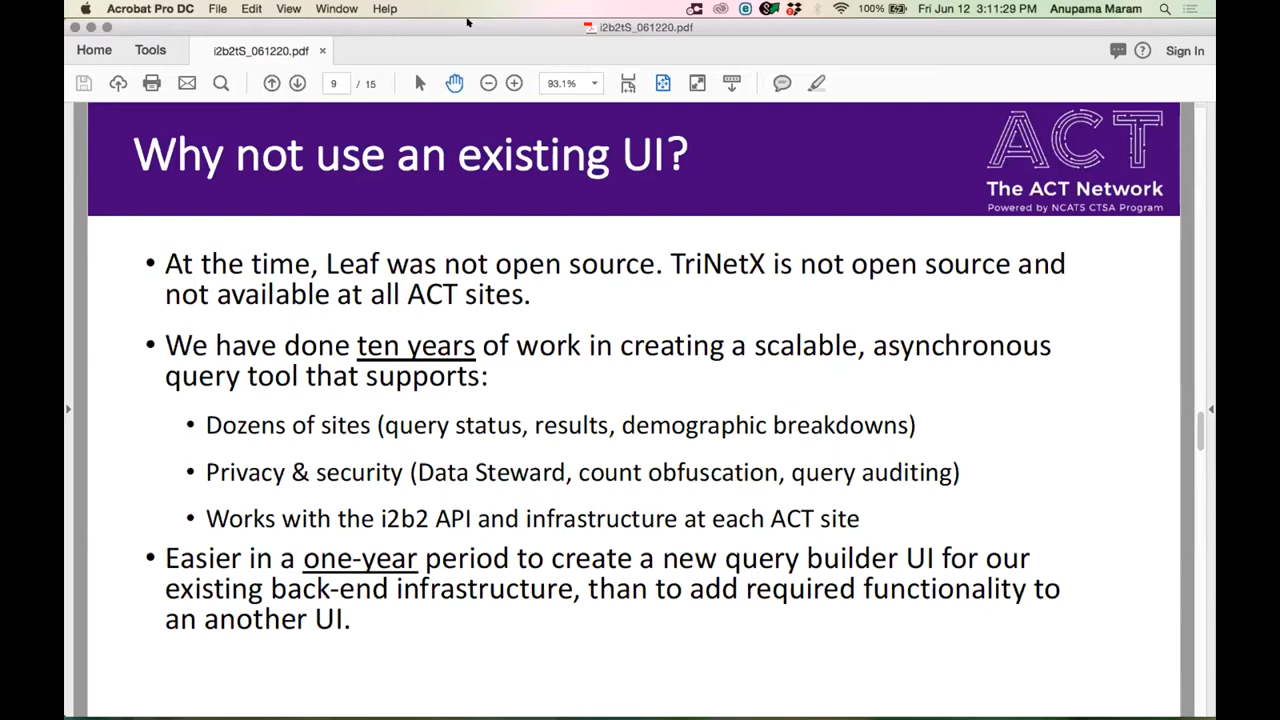 Acrobat Pro DC File Edit View Window Help 100% Fri Jun 12 3:11:29 PM Anupama Maram
i2b2tS_061220.pdf
Home Tools i2b2tS_061220.pdf × Sign In
9 / 15 93.1%
Why not use an existing UI?
ACT
The ACT Network
Powered by NCATS CTSA Program
• At the time, Leaf was not open source. TriNetX is not open source and
not available at all ACT sites.
• We have done ten years of work in creating a scalable, asynchronous
query tool that supports:
• Dozens of sites (query status, results, demographic breakdowns)
• Privacy & security (Data Steward, count obfuscation, query auditing)
• Works with the i2b2 API and infrastructure at each ACT site
• Easier in a one-year period to create a new query builder UI for our
existing back-end infrastructure, than to add required functionality to
an another UI.